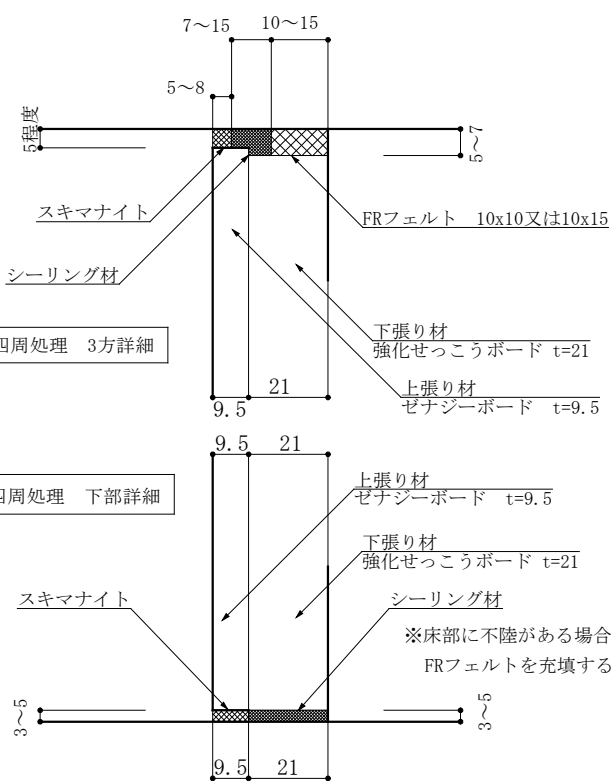 7～15
10～15
5～8
5程度
5～7
スキマナイト
FRフェルト 10x10又は10x15
シーリング材
下張り材
強化せっこうボード t=21
四周処理 3方詳細
上張り材
ゼナジーボード t=9.5
9.5
21
9.5
21
四周処理 下部詳細
上張り材
ゼナジーボード t=9.5
下張り材
強化せっこうボード t=21
スキマナイト
シーリング材
※床部に不陸がある場合
FRフェルトを充填する
3～5
3～5
9.5
21